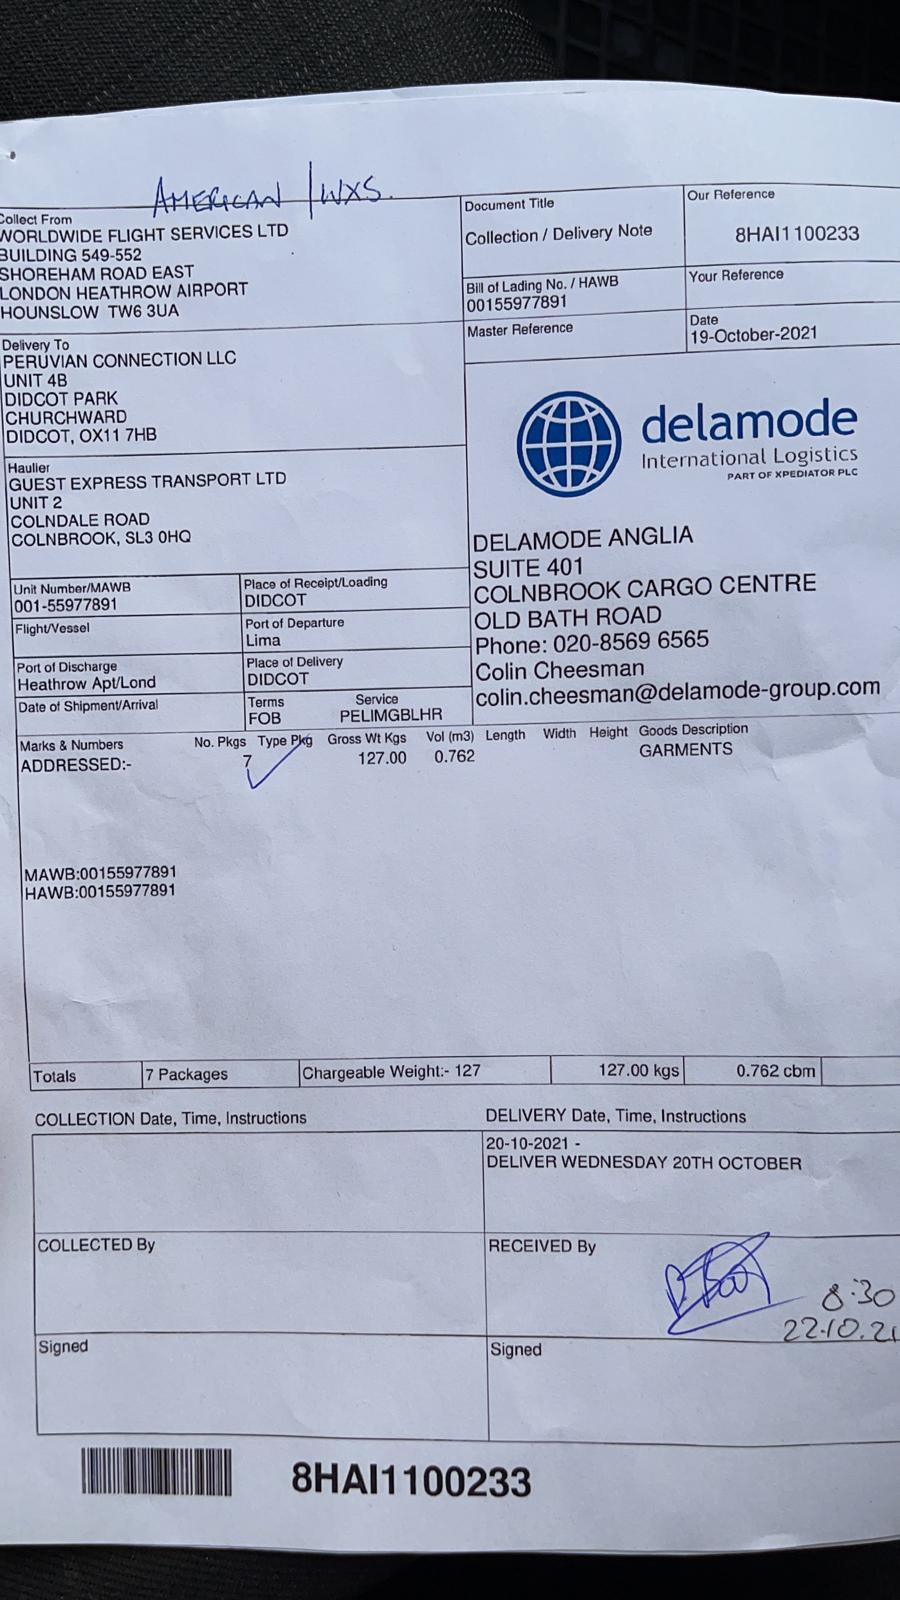 AMERICAN / WXS.
Collect From
WORLDWIDE FLIGHT SERVICES LTD
BUILDING 549-552
SHOREHAM ROAD EAST
LONDON HEATHROW AIRPORT
HOUNSLOW TW6 3UA
Document Title
Collection / Delivery Note
Our Reference
8HAI1100233
Bill of Lading No. / HAWB
00155977891
Your Reference
Master Reference
Date
19-October-2021
Delivery To
PERUVIAN CONNECTION LLC
UNIT 4B
DIDCOT PARK
CHURCHWARD
DIDCOT, OX11 7HB
Haulier
GUEST EXPRESS TRANSPORT LTD
UNIT 2
COLNDALE ROAD
COLNBROOK, SL3 0HQ
delamode
International Logistics
PART OF XPEDIATOR PLC
DELAMODE ANGLIA
SUITE 401
COLNBROOK CARGO CENTRE
OLD BATH ROAD
Phone: 020-8569 6565
Colin Cheesman
colin.cheesman@delamode-group.com
Unit Number/MAWB
001-55977891
Place of Receipt/Loading
DIDCOT
Flight/Vessel
Port of Departure
Lima
Port of Discharge
Heathrow Apt/Lond
Place of Delivery
DIDCOT
Date of Shipment/Arrival
Terms Service
FOB PELIMGBLHR
Marks & Numbers No. Pkgs Type Pkg Gross Wt Kgs Vol (m3) Length Width Height Goods Description
ADDRESSED:- 7 127.00 0.762 GARMENTS
MAWB:00155977891
HAWB:00155977891
Totals 7 Packages Chargeable Weight:- 127 127.00 kgs 0.762 cbm
COLLECTION Date, Time, Instructions
DELIVERY Date, Time, Instructions
20-10-2021 -
DELIVER WEDNESDAY 20TH OCTOBER
COLLECTED By
RECEIVED By
8:30
22.10.21
Signed
Signed
8HAI1100233